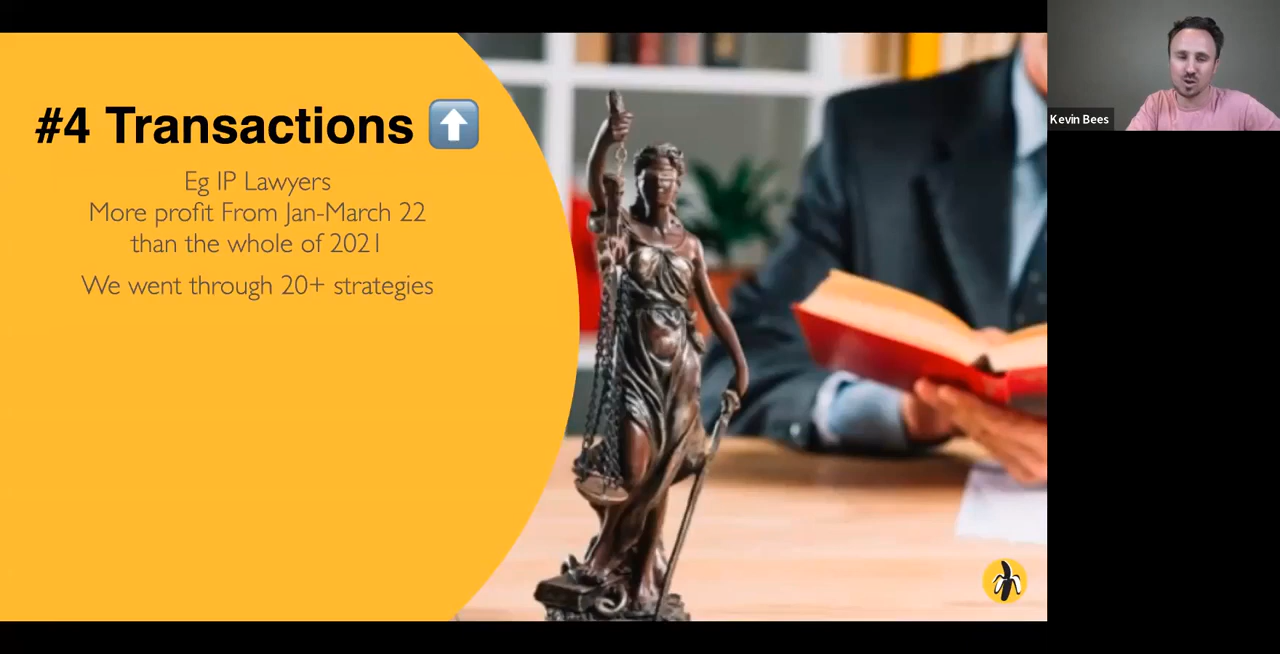 #4 Transactions ⬆
Eg IP Lawyers
More profit From Jan-March 22
than the whole of 2021
We went through 20+ strategies
Kevin Bees